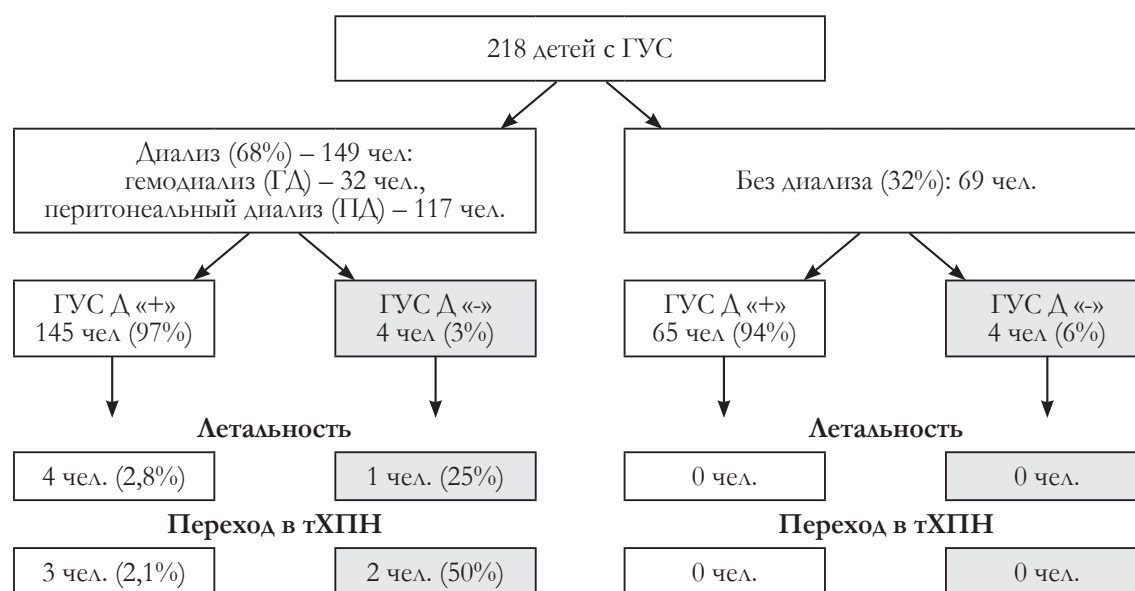 218 детей с ГУС
Диализ (68%) – 149 чел:
гемодиализ (ГД) – 32 чел.,
перитонеальный диализ (ПД) – 117 чел.
Без диализа (32%): 69 чел.
ГУС Д «+»
145 чел (97%)
ГУС Д «-»
4 чел (3%)
ГУС Д «+»
65 чел (94%)
ГУС Д «-»
4 чел (6%)
Летальность
Летальность
4 чел. (2,8%)
1 чел. (25%)
0 чел.
0 чел.
Переход в тХПН
Переход в тХПН
3 чел. (2,1%)
2 чел. (50%)
0 чел.
0 чел.